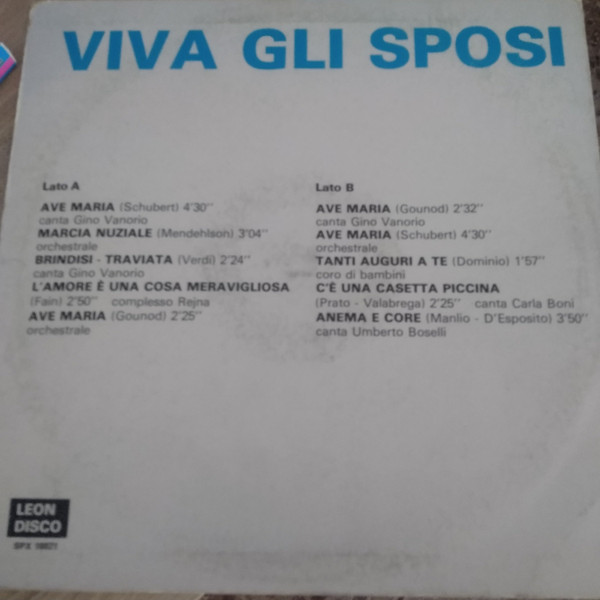 VIVA GLI SPOSI
Lato A
AVE MARIA (Schubert) 4'30''
canta Gino Vanorio
MARCIA NUZIALE (Mendehlson) 3'04''
orchestrale
BRINDISI - TRAVIATA (Verdi) 2'24''
canta Gino Vanorio
L'AMORE È UNA COSA MERAVIGLIOSA
(Fain) 2'50'' complesso Rejna
AVE MARIA (Gounod) 2'25''
orchestrale
Lato B
AVE MARIA (Gounod) 2'32''
canta Gino Vanorio
AVE MARIA (Schubert) 4'30''
orchestrale
TANTI AUGURI A TE (Dominio) 1'57''
coro di bambini
C'È UNA CASETTA PICCINA
(Prato - Valabrega) 2'25'' canta Carla Boni
ANEMA E CORE (Manlio - D'Esposito) 3'50''
canta Umberto Boselli
LEON
DISCO